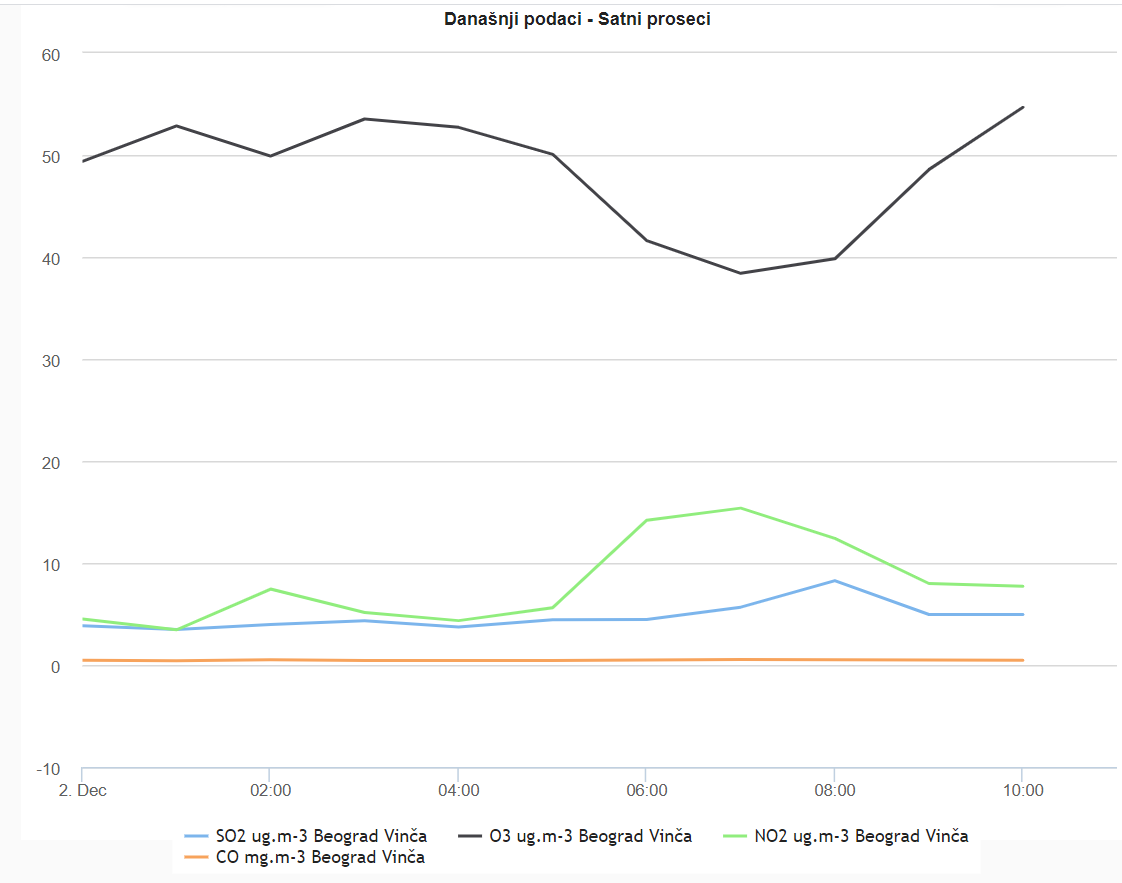 Današnji podaci - Satni proseci
60
50
40
30
20
10
0
-10
2. Dec 02:00 04:00 06:00 08:00 10:00
SO2 ug.m-3 Beograd Vinča O3 ug.m-3 Beograd Vinča NO2 ug.m-3 Beograd Vinča
CO mg.m-3 Beograd Vinča